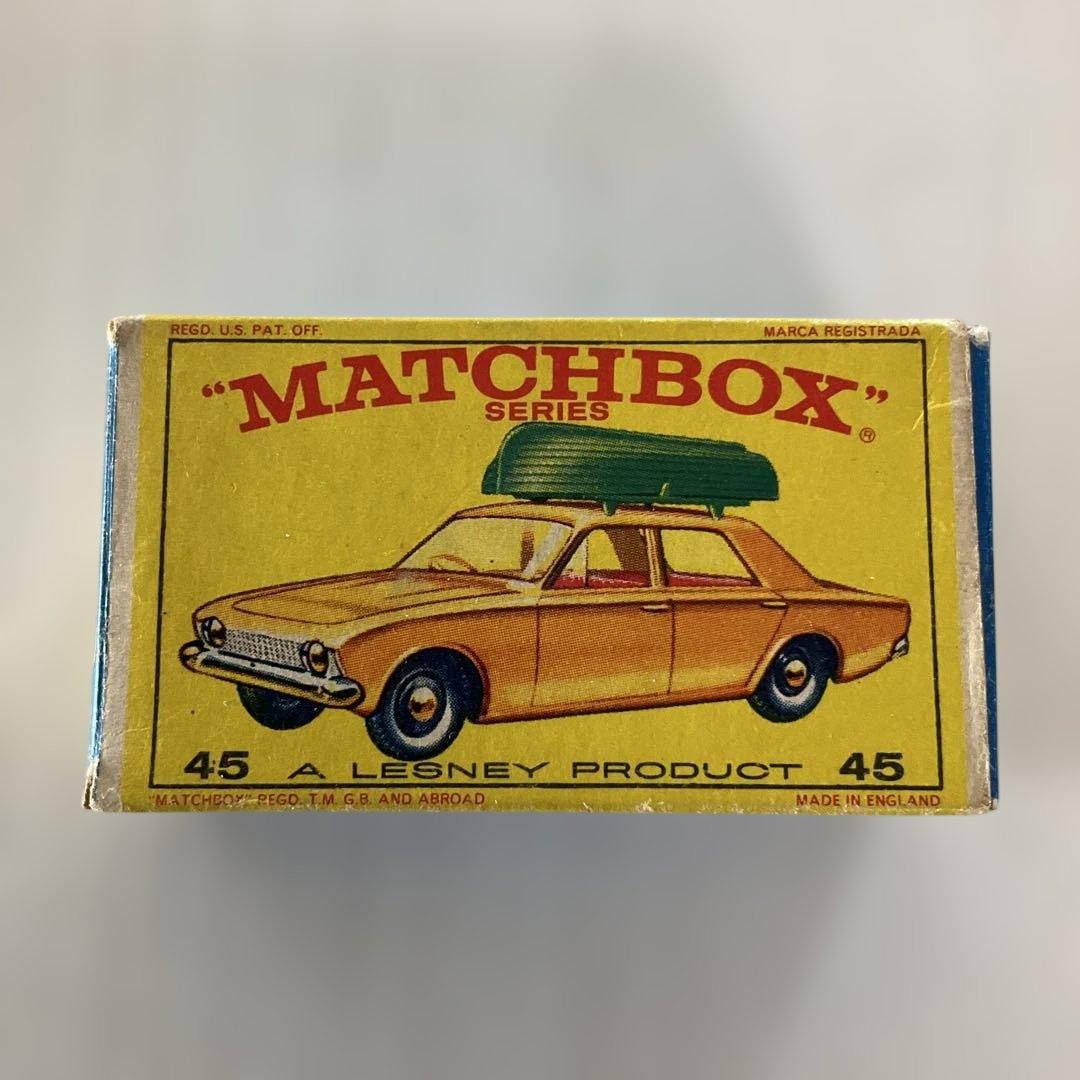 REGD. U.S. PAT. OFF. MARCA REGISTRADA
"MATCHBOX" ®
SERIES
45 A LESNEY PRODUCT 45
"MATCHBOX" REGD. T.M. G.B. AND ABROAD MADE IN ENGLAND